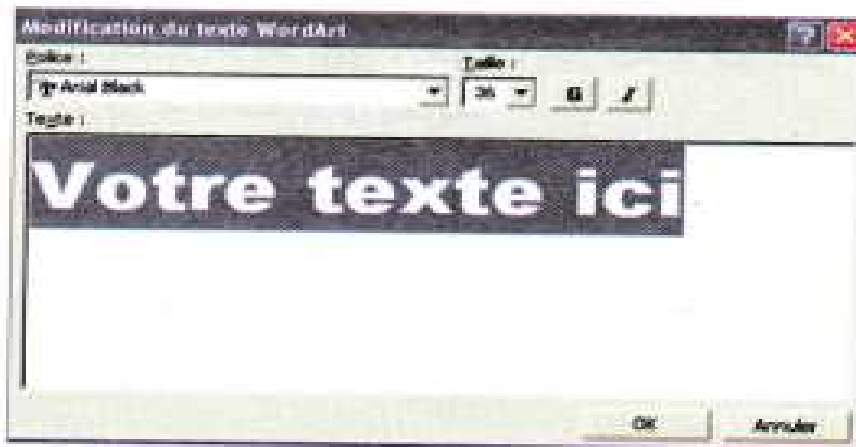 Modification du texte WordArt
Police : Taille :
Arial Black 36 G I
Texte :
Votre texte ici
OK Annuler